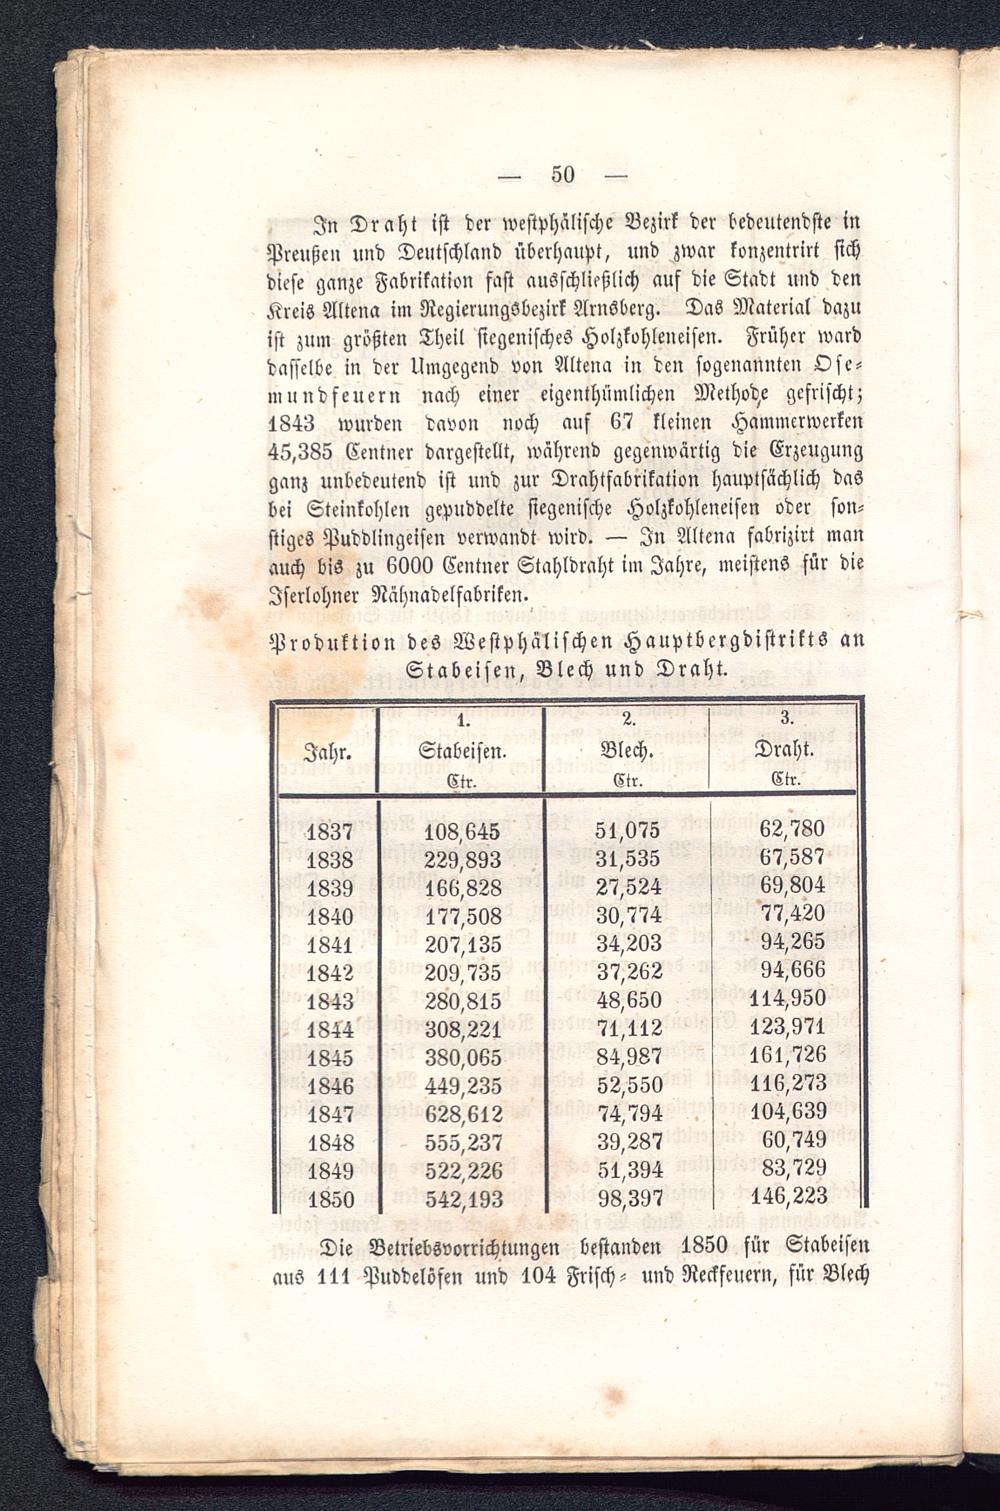 — 50 —
In Draht ist der westphälische Bezirk der bedeutendste in
Preußen und Deutschland überhaupt, und zwar konzentrirt sich
diese ganze Fabrikation fast ausschließlich auf die Stadt und den
Kreis Altena im Regierungsbezirk Arnsberg. Das Material dazu
ist zum größten Theil siegenisches Holzkohleneisen. Früher ward
dasselbe in der Umgegend von Altena in den sogenannten Ose-
mundfeuern nach einer eigenthümlichen Methode gefrischt;
1843 wurden davon noch auf 67 kleinen Hammerwerken
45,385 Centner dargestellt, während gegenwärtig die Erzeugung
ganz unbedeutend ist und zur Drahtfabrikation hauptsächlich das
bei Steinkohlen gepuddelte siegenische Holzkohleneisen oder son-
stiges Puddlingeisen verwandt wird. — In Altena fabrizirt man
auch bis zu 6000 Centner Stahldraht im Jahre, meistens für die
Iserlohner Nähnadelfabriken.
Produktion des Westphälischen Hauptbergdistrikts an
Stabeisen, Blech und Draht.
1. 2. 3.
Jahr. Stabeisen. Blech. Draht.
Ctr. Ctr. Ctr.
1837 108,645 51,075 62,780
1838 229,893 31,535 67,587
1839 166,828 27,524 69,804
1840 177,508 30,774 77,420
1841 207,135 34,203 94,265
1842 209,735 37,262 94,666
1843 280,815 48,650 114,950
1844 308,221 71,112 123,971
1845 380,065 84,987 161,726
1846 449,235 52,550 116,273
1847 628,612 74,794 104,639
1848 555,237 39,287 60,749
1849 522,226 51,394 83,729
1850 542,193 98,397 146,223
Die Betriebsvorrichtungen bestanden 1850 für Stabeisen
aus 111 Puddelöfen und 104 Frisch- und Reckfeuern, für Blech